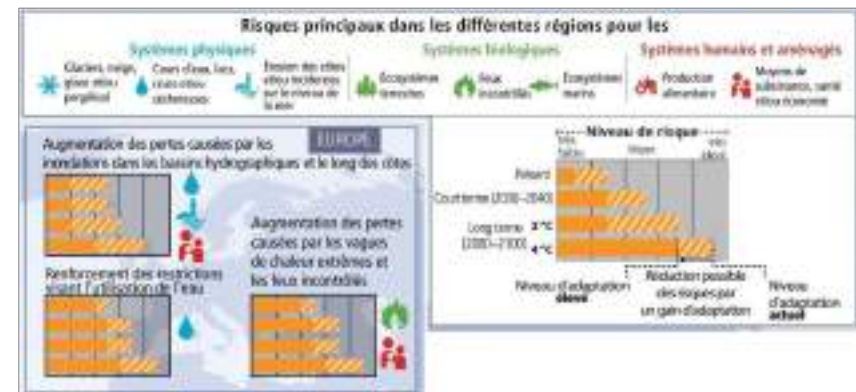 Risques principaux dans les différentes régions pour les
Systèmes physiques
Systèmes biologiques
Systèmes humains et aménagés
Glaciers, neige,
glace et/ou
pergélisol
Cours d'eau, lacs,
crues et/ou
sécheresses
Érosion des côtes
et/ou incidences
sur le niveau de
la mer
Écosystèmes
terrestres
Feux
incontrôlés
Écosystèmes
marins
Production
alimentaire
Moyens de
subsistance, santé
et/ou économie
EUROPE
Augmentation des pertes causées par les
inondations dans les bassins hydrographiques et le long des côtes
Augmentation des pertes
causées par les vagues
de chaleur extrêmes et
les feux incontrôlés
Renforcement des restrictions
visant l'utilisation de l'eau
Niveau de risque
Très
faible
Moyen
Très
élevé
Présent
Court terme (2030–2040)
Long terme
(2080–2100)
2 °C
4 °C
Niveau d'adaptation
élevé
Réduction possible
des risques par
un gain d'adaptation
Niveau
d'adaptation
actuel